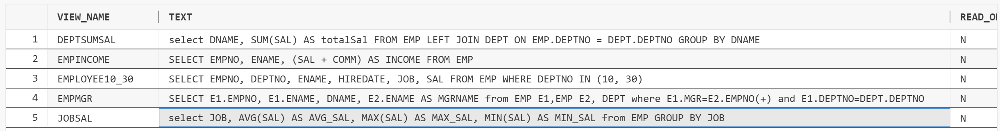 VIEW_NAME TEXT READ_O
1 DEPTSUMSAL select DNAME, SUM(SAL) AS totalSal FROM EMP LEFT JOIN DEPT ON EMP.DEPTNO = DEPT.DEPTNO GROUP BY DNAME N
2 EMPINCOME SELECT EMPNO, ENAME, (SAL + COMM) AS INCOME FROM EMP N
3 EMPLOYEE10_30 SELECT EMPNO, DEPTNO, ENAME, HIREDATE, JOB, SAL FROM EMP WHERE DEPTNO IN (10, 30) N
4 EMPMGR SELECT E1.EMPNO, E1.ENAME, DNAME, E2.ENAME AS MGRNAME from EMP E1,EMP E2, DEPT where E1.MGR=E2.EMPNO(+) and E1.DEPTNO=DEPT.DEPTNO N
5 JOBSAL select JOB, AVG(SAL) AS AVG_SAL, MAX(SAL) AS MAX_SAL, MIN(SAL) AS MIN_SAL from EMP GROUP BY JOB N